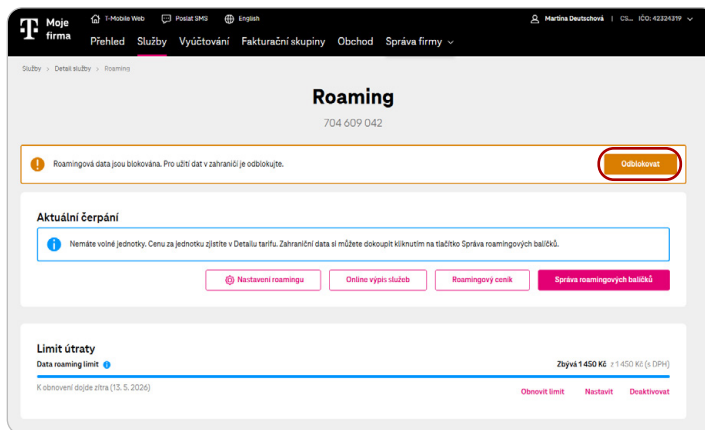 Moje firma
T-Mobile Web Poslat SMS English Martina Deutschová | CS... IČO: 42324319
Přehled Služby Vyúčtování Fakturační skupiny Obchod Správa firmy
Služby > Detail služby > Roaming
Roaming
704 609 042
Roamingová data jsou blokována. Pro užití dat v zahraničí je odblokujte. Odblokovat
Aktuální čerpání
Nemáte volné jednotky. Cenu za jednotku zjistíte v Detailu tarifu. Zahraniční data si můžete dokoupit kliknutím na tlačítko Správa roamingových balíčků.
Nastavení roamingu Online výpis služeb Roamingový ceník Správa roamingových balíčků
Limit útraty
Data roaming limit Zbývá 1 450 Kč z 1 450 Kč (s DPH)
K obnovení dojde zítra (13. 5. 2026) Obnovit limit Nastavit Deaktivovat